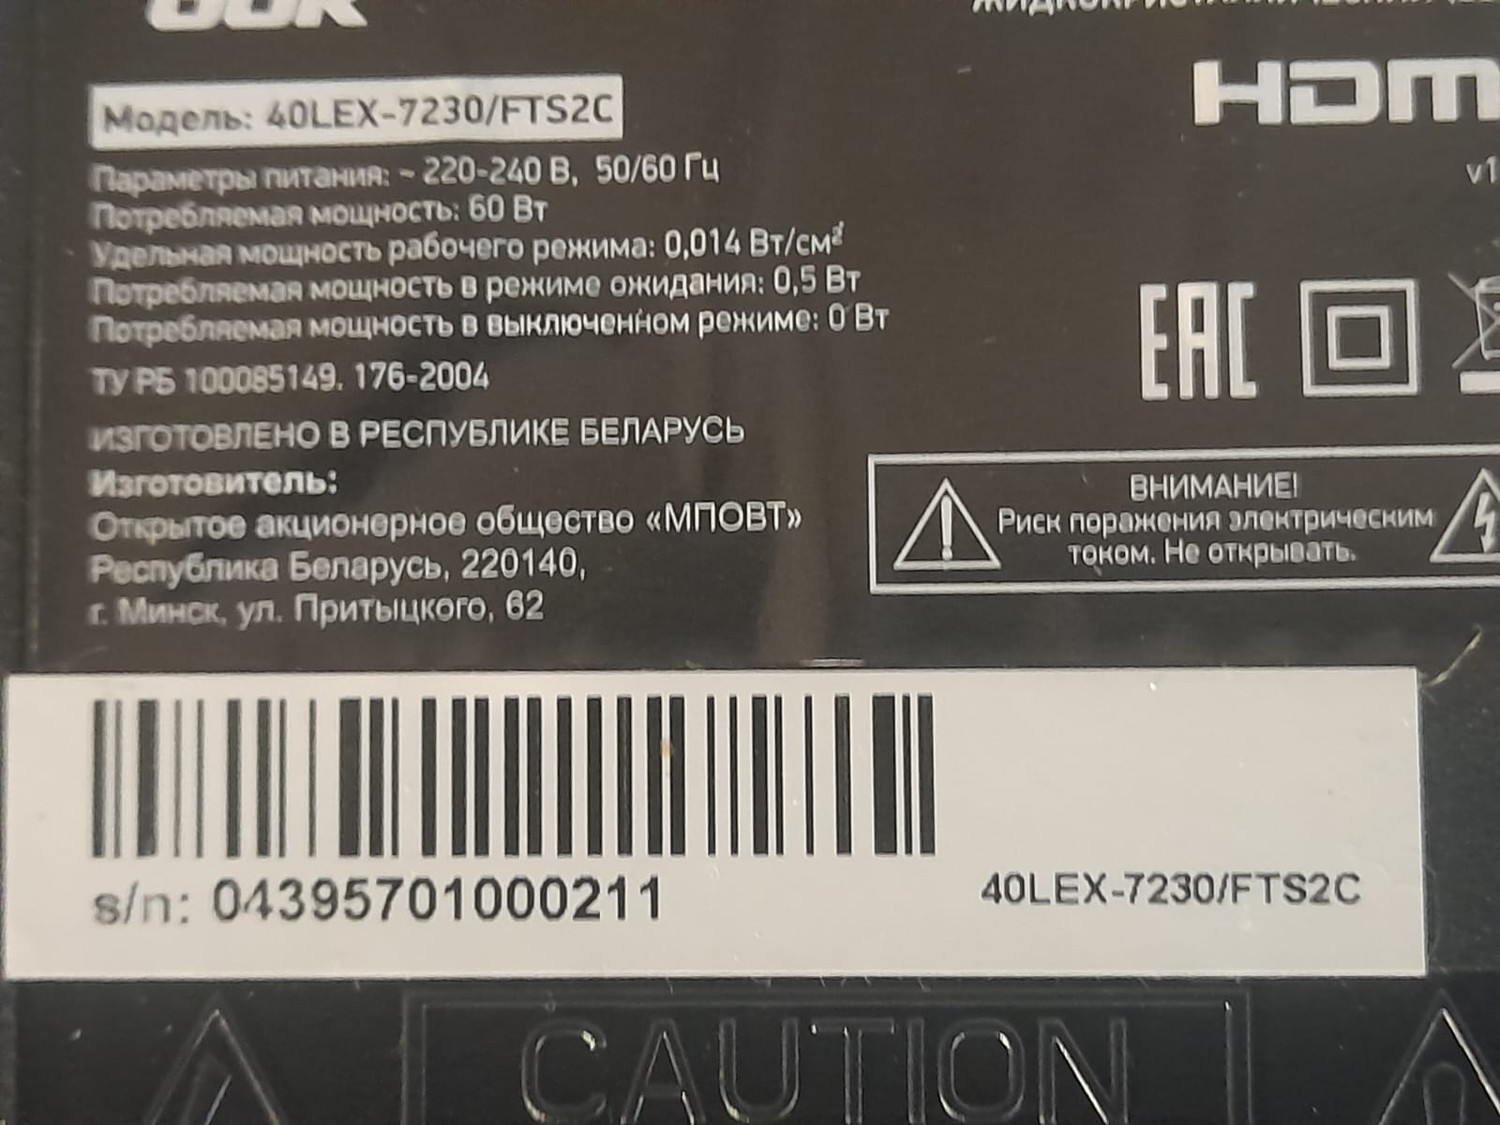 Модель: 40LEX-7230/FTS2C
Параметры питания: ~ 220-240 В, 50/60 Гц
Потребляемая мощность: 60 Вт
Удельная мощность рабочего режима: 0,014 Вт/см²
Потребляемая мощность в режиме ожидания: 0,5 Вт
Потребляемая мощность в выключенном режиме: 0 Вт
ТУ РБ 100085149. 176-2004
ИЗГОТОВЛЕНО В РЕСПУБЛИКЕ БЕЛАРУСЬ
Изготовитель:
Открытое акционерное общество «МПОВТ»
Республика Беларусь, 220140,
г. Минск, ул. Притыцкого, 62
HDM
v1
EAC
ВНИМАНИЕ!
Риск поражения электрическим
током. Не открывать.
s/n: 04395701000211
40LEX-7230/FTS2C
CAUTION